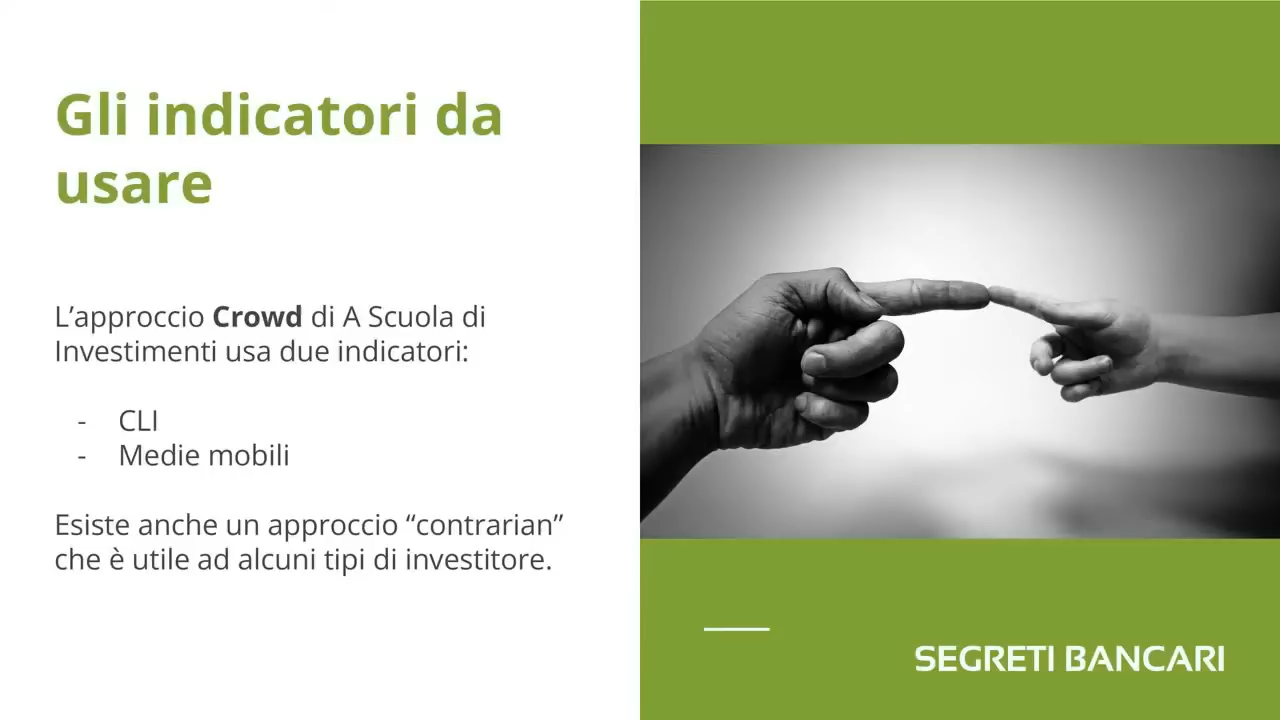 Gli indicatori da
usare
L’approccio Crowd di A Scuola di
Investimenti usa due indicatori:
- CLI
- Medie mobili
Esiste anche un approccio “contrarian”
che è utile ad alcuni tipi di investitore.
SEGRETI BANCARI